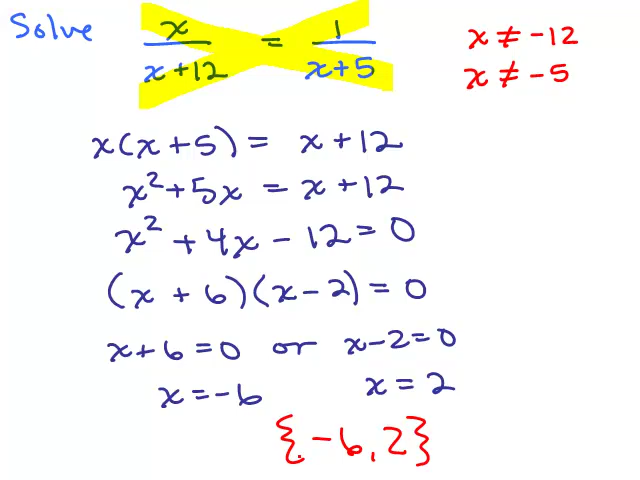 Solve x/(x+12) = 1/(x+5)
x ≠ -12
x ≠ -5
x(x+5) = x+12
x²+5x = x+12
x²+4x-12=0
(x+6)(x-2)=0
x+6=0 or x-2=0
x=-6 x=2
{-6,2}